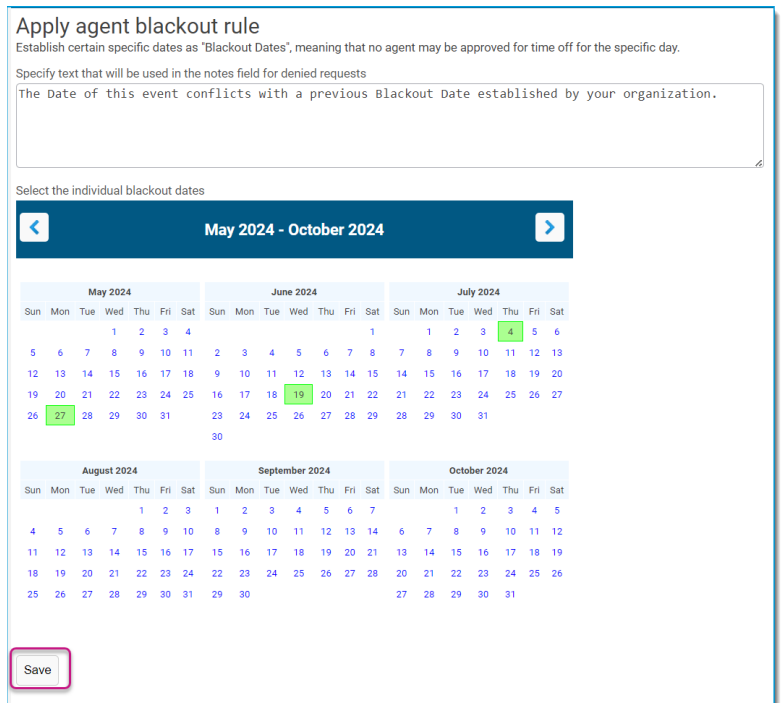 Apply agent blackout rule
Establish certain specific dates as "Blackout Dates", meaning that no agent may be approved for time off for the specific day.
Specify text that will be used in the notes field for denied requests
The Date of this event conflicts with a previous Blackout Date established by your organization.
Select the individual blackout dates
May 2024 - October 2024
May 2024 June 2024 July 2024
Sun Mon Tue Wed Thu Fri Sat Sun Mon Tue Wed Thu Fri Sat Sun Mon Tue Wed Thu Fri Sat
1 2 3 4 1 1 2 3 4 5 6
5 6 7 8 9 10 11 2 3 4 5 6 7 8 7 8 9 10 11 12 13
12 13 14 15 16 17 18 9 10 11 12 13 14 15 14 15 16 17 18 19 20
19 20 21 22 23 24 25 16 17 18 19 20 21 22 21 22 23 24 25 26 27
26 27 28 29 30 31 23 24 25 26 27 28 29 28 29 30 31
30
August 2024 September 2024 October 2024
Sun Mon Tue Wed Thu Fri Sat Sun Mon Tue Wed Thu Fri Sat Sun Mon Tue Wed Thu Fri Sat
1 2 3 1 2 3 4 5 6 7 1 2 3 4 5
4 5 6 7 8 9 10 8 9 10 11 12 13 14 6 7 8 9 10 11 12
11 12 13 14 15 16 17 15 16 17 18 19 20 21 13 14 15 16 17 18 19
18 19 20 21 22 23 24 22 23 24 25 26 27 28 20 21 22 23 24 25 26
25 26 27 28 29 30 31 29 30 27 28 29 30 31
Save